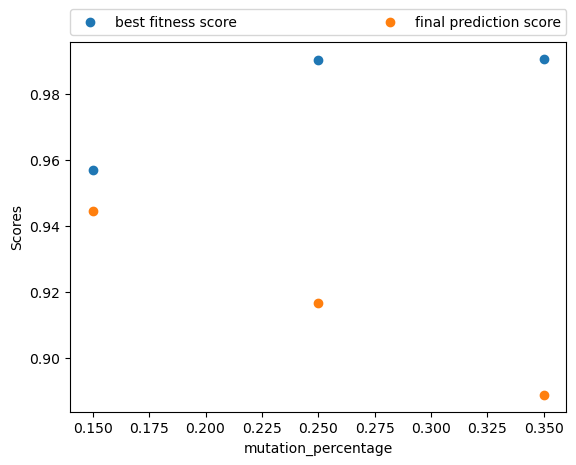 best fitness score
final prediction score
0.98
0.96
0.94
0.92
0.90
Scores
0.150 0.175 0.200 0.225 0.250 0.275 0.300 0.325 0.350
mutation_percentage